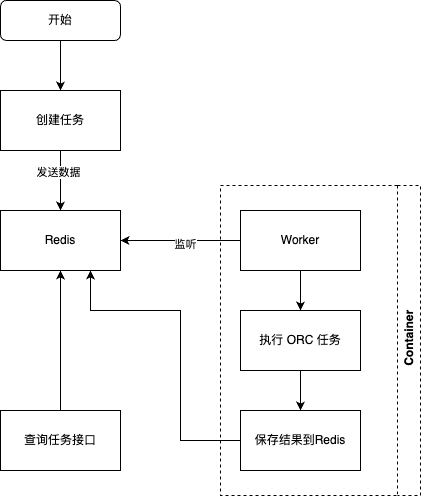 开始
创建任务
发送数据
Redis
监听
Worker
执行 ORC 任务
Container
查询任务接口
保存结果到Redis